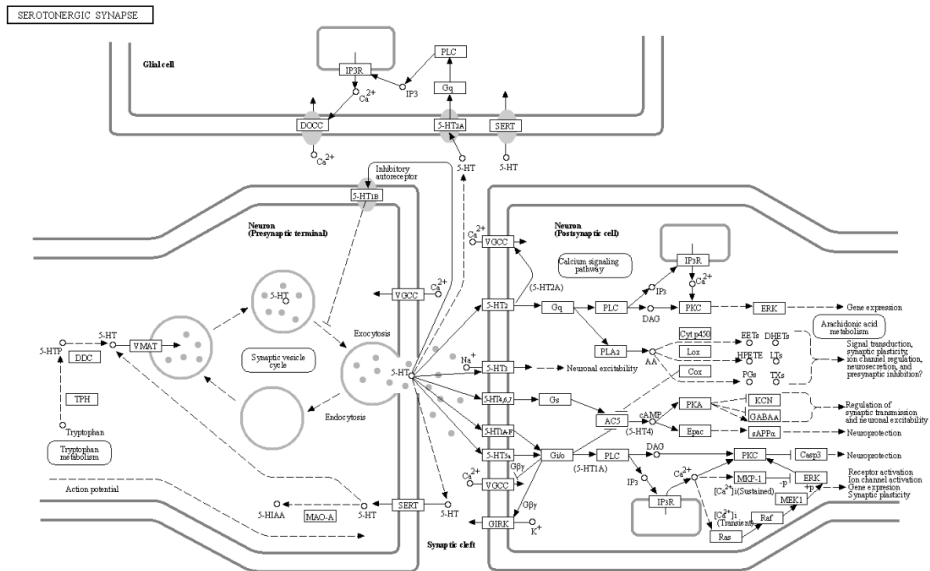 SEROTONERGIC SYNAPSE
Glial cell
PLC
IP3R
IP3
Ca2+
Gq
DOCC
5-HT2A
SERT
Ca2+
5-HT
5-HT
Inhibitory
autoreceptor
5-HT1B
Neuron
(Presynaptic terminal)
Neuron
(Postsynaptic cell)
Ca2+
VGCC
Calcium signaling
pathway
IP3R
(5-HT2A)
IP3
Ca2+
5-HT
VGCC
Ca2+
5-HT2
Gq
PLC
DAG
PKC
ERK
Gene expression
Exocytosis
5-HT
5-HTP
DDC
VMAT
Synaptic vesicle
cycle
5-HT
Na+
5-HT3
Neuronal excitability
PLA2
AA
Cyt p450
Lox
Cox
EETs
DHETs
HPETE
LTs
PGs
TXs
Arachidonic acid
metabolism
Signal transduction,
synaptic plasticity,
ion channel regulation,
neurosecretion, and
presynaptic inhibition?
TPH
Endocytosis
5-HT4,6,7
Gs
AC5
cAMP
(5-HT4)
PKA
KCN
GABAA
Regulation of
synaptic transmission
and neuronal excitability
Epac
sAPPα
Neuroprotection
Tryptophan
Tryptophan
metabolism
5-HT5a
Gi/o
(5-HT1A)
PLC
DAG
PKC
Casp3
Neuroprotection
Action potential
Ca2+
VGCC
Gβγ
IP3
Ca2+
MKP-1
-p
ERK
Receptor activation
Ion channel activation
Gene expresion
Synaptic plasticity
[Ca2+]i(Sustained)
+p
MEK1
5-HIAA
MAO-A
5-HT
SERT
5-HT
Gβγ
IP3R
[Ca2+]i
(Transient)
Raf
Ras
GIRK
K+
Synaptic cleft